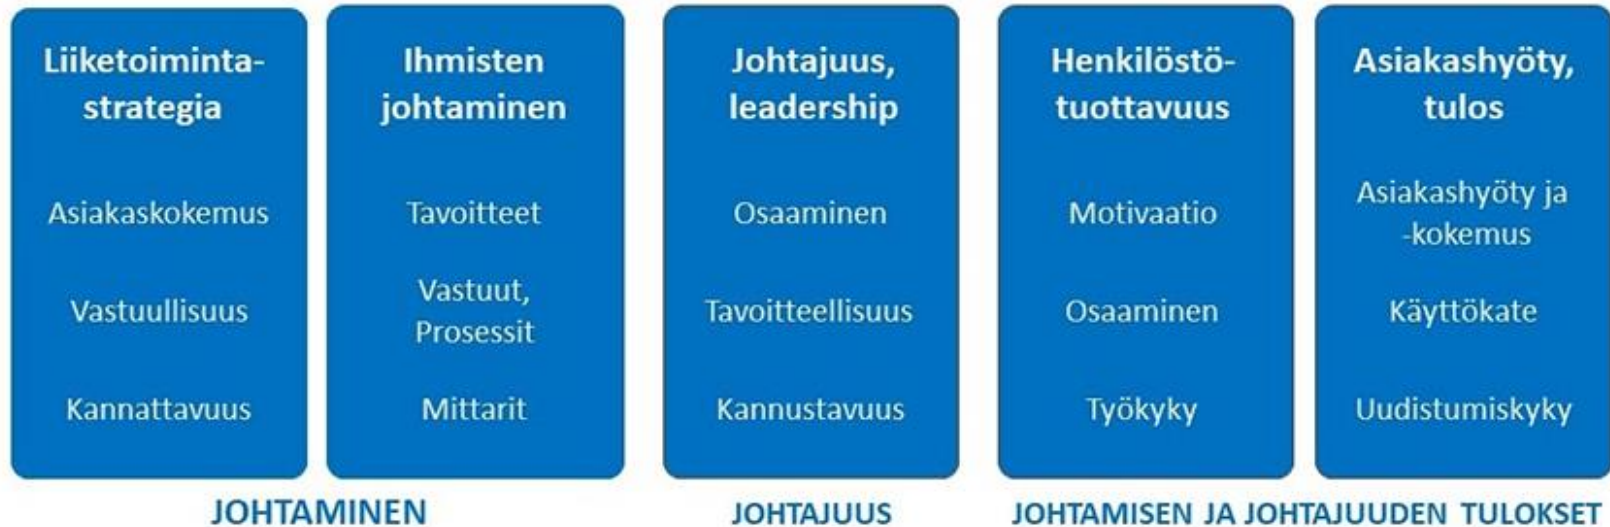 Liiketoiminta-
strategia
Asiakaskokemus
Vastuullisuus
Kannattavuus
Ihmisten
johtaminen
Tavoitteet
Vastuut,
Prosessit
Mittarit
JOHTAMINEN
Johtajuus,
leadership
Osaaminen
Tavoitteellisuus
Kannustavuus
JOHTAJUUS
Henkilöstö-
tuottavuus
Motivaatio
Osaaminen
Työkyky
Asiakashyöty,
tulos
Asiakashyöty ja
-kokemus
Käyttökate
Uudistumiskyky
JOHTAMISEN JA JOHTAJUUDEN TULOKSET